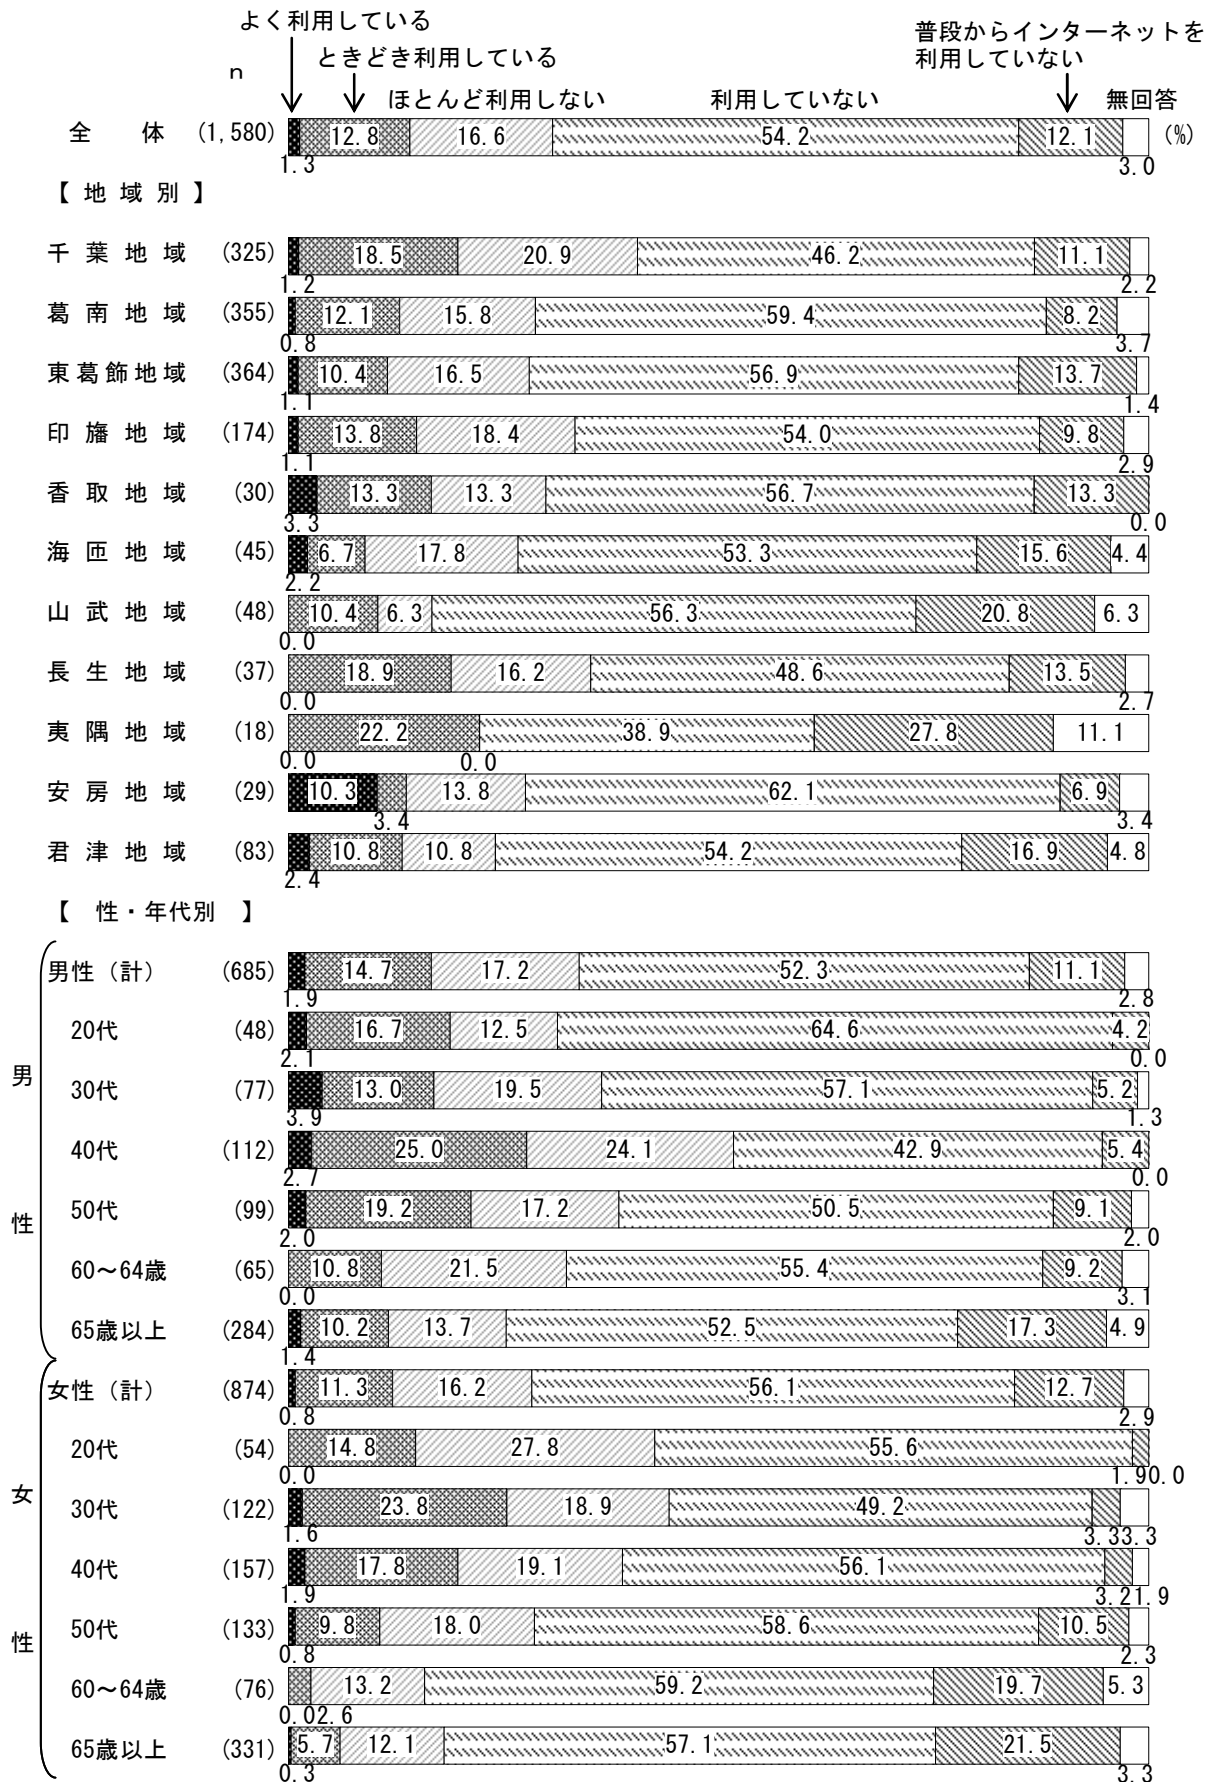 よく利用している
ときどき利用している
普段からインターネットを
利用していない
n
ほとんど利用しない 利用していない 無回答
全 体 (1,580) 12.8 16.6 54.2 12.1 (%)
1.3 3.0
【 地 域 別 】
千 葉 地 域 (325) 18.5 20.9 46.2 11.1
1.2 2.2
葛 南 地 域 (355) 12.1 15.8 59.4 8.2
0.8 3.7
東葛飾地域 (364) 10.4 16.5 56.9 13.7
1.1 1.4
印 旛 地 域 (174) 13.8 18.4 54.0 9.8
1.1 2.9
香 取 地 域 (30) 13.3 13.3 56.7 13.3
3.3 0.0
海 匝 地 域 (45) 6.7 17.8 53.3 15.6 4.4
2.2
山 武 地 域 (48) 10.4 6.3 56.3 20.8 6.3
0.0
長 生 地 域 (37) 18.9 16.2 48.6 13.5
0.0 2.7
夷 隅 地 域 (18) 22.2 38.9 27.8 11.1
0.0 0.0
安 房 地 域 (29) 10.3 13.8 62.1 6.9
3.4 3.4
君 津 地 域 (83) 10.8 10.8 54.2 16.9 4.8
2.4
【 性・年代別 】
男性（計） (685) 14.7 17.2 52.3 11.1
1.9 2.8
20代 (48) 16.7 12.5 64.6 4.2
2.1 0.0
男
30代 (77) 13.0 19.5 57.1 5.2
3.9 1.3
40代 (112) 25.0 24.1 42.9 5.4
2.7 0.0
50代 (99) 19.2 17.2 50.5 9.1
性
2.0 2.0
60～64歳 (65) 10.8 21.5 55.4 9.2
0.0 3.1
65歳以上 (284) 10.2 13.7 52.5 17.3 4.9
1.4
女性（計） (874) 11.3 16.2 56.1 12.7
0.8 2.9
20代 (54) 14.8 27.8 55.6
0.0 1.9 0.0
女
30代 (122) 23.8 18.9 49.2
1.6 3.3 3.3
40代 (157) 17.8 19.1 56.1
1.9 3.2 1.9
50代 (133) 9.8 18.0 58.6 10.5
性
0.8 2.3
60～64歳 (76) 13.2 59.2 19.7 5.3
0.0 2.6
65歳以上 (331) 5.7 12.1 57.1 21.5
0.3 3.3